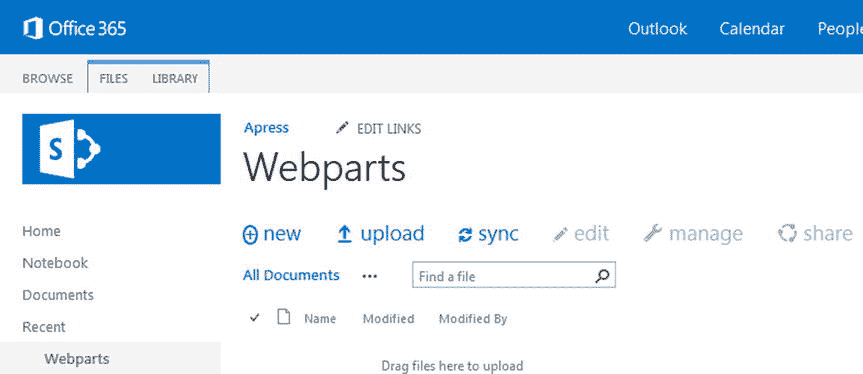 Office 365 Outlook Calendar People
BROWSE FILES LIBRARY
S
Apress EDIT LINKS
Webparts
Home
Notebook
Documents
Recent
Webparts
new upload sync edit manage share
All Documents ... Find a file
Name Modified Modified By
Drag files here to upload